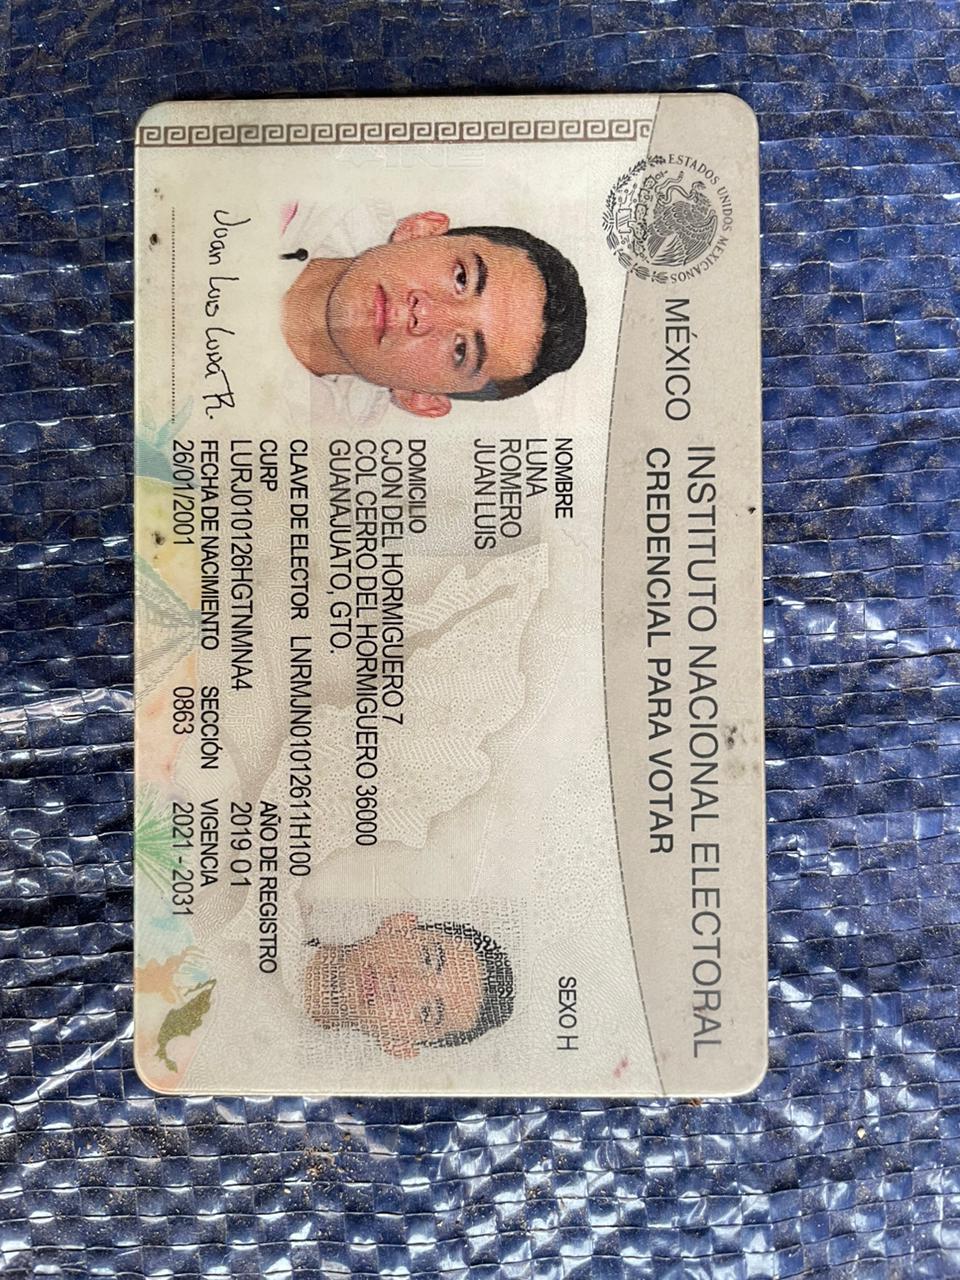 ESTADOS UNIDOS MEXICANOS
MÉXICO INSTITUTO NACIONAL ELECTORAL
CREDENCIAL PARA VOTAR
NOMBRE
LUNA
ROMERO
JUAN LUIS
SEXO H
DOMICILIO
CJON DEL HORMIGUERO 7
COL CERRO DEL HORMIGUERO 36000
GUANAJUATO, GTO.
CLAVE DE ELECTOR LNRMJN01012611H100
CURP
LURJ010126HGTNMNA4
AÑO DE REGISTRO
2019 01
FECHA DE NACIMIENTO
26/01/2001
SECCIÓN
0863
VIGENCIA
2021 - 2031
Juan Luis Luna R.